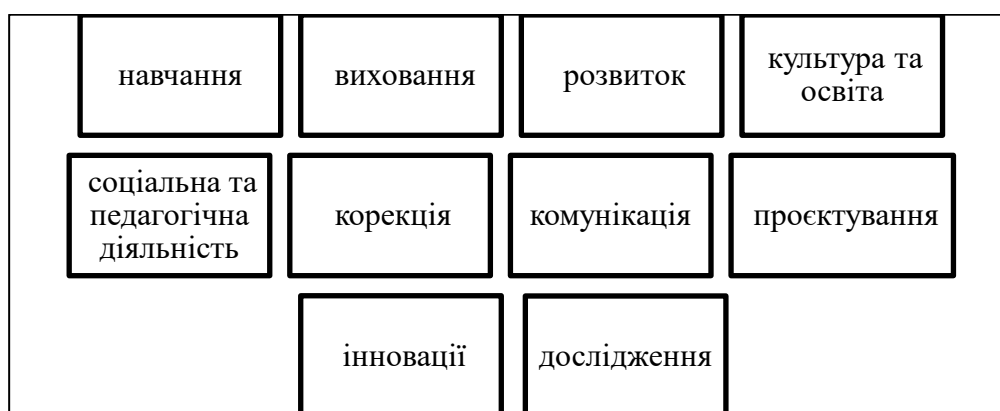 навчання
виховання
розвиток
культура та
освіта
соціальна та
педагогічна
діяльність
корекція
комунікація
проєктування
інновації
дослідження